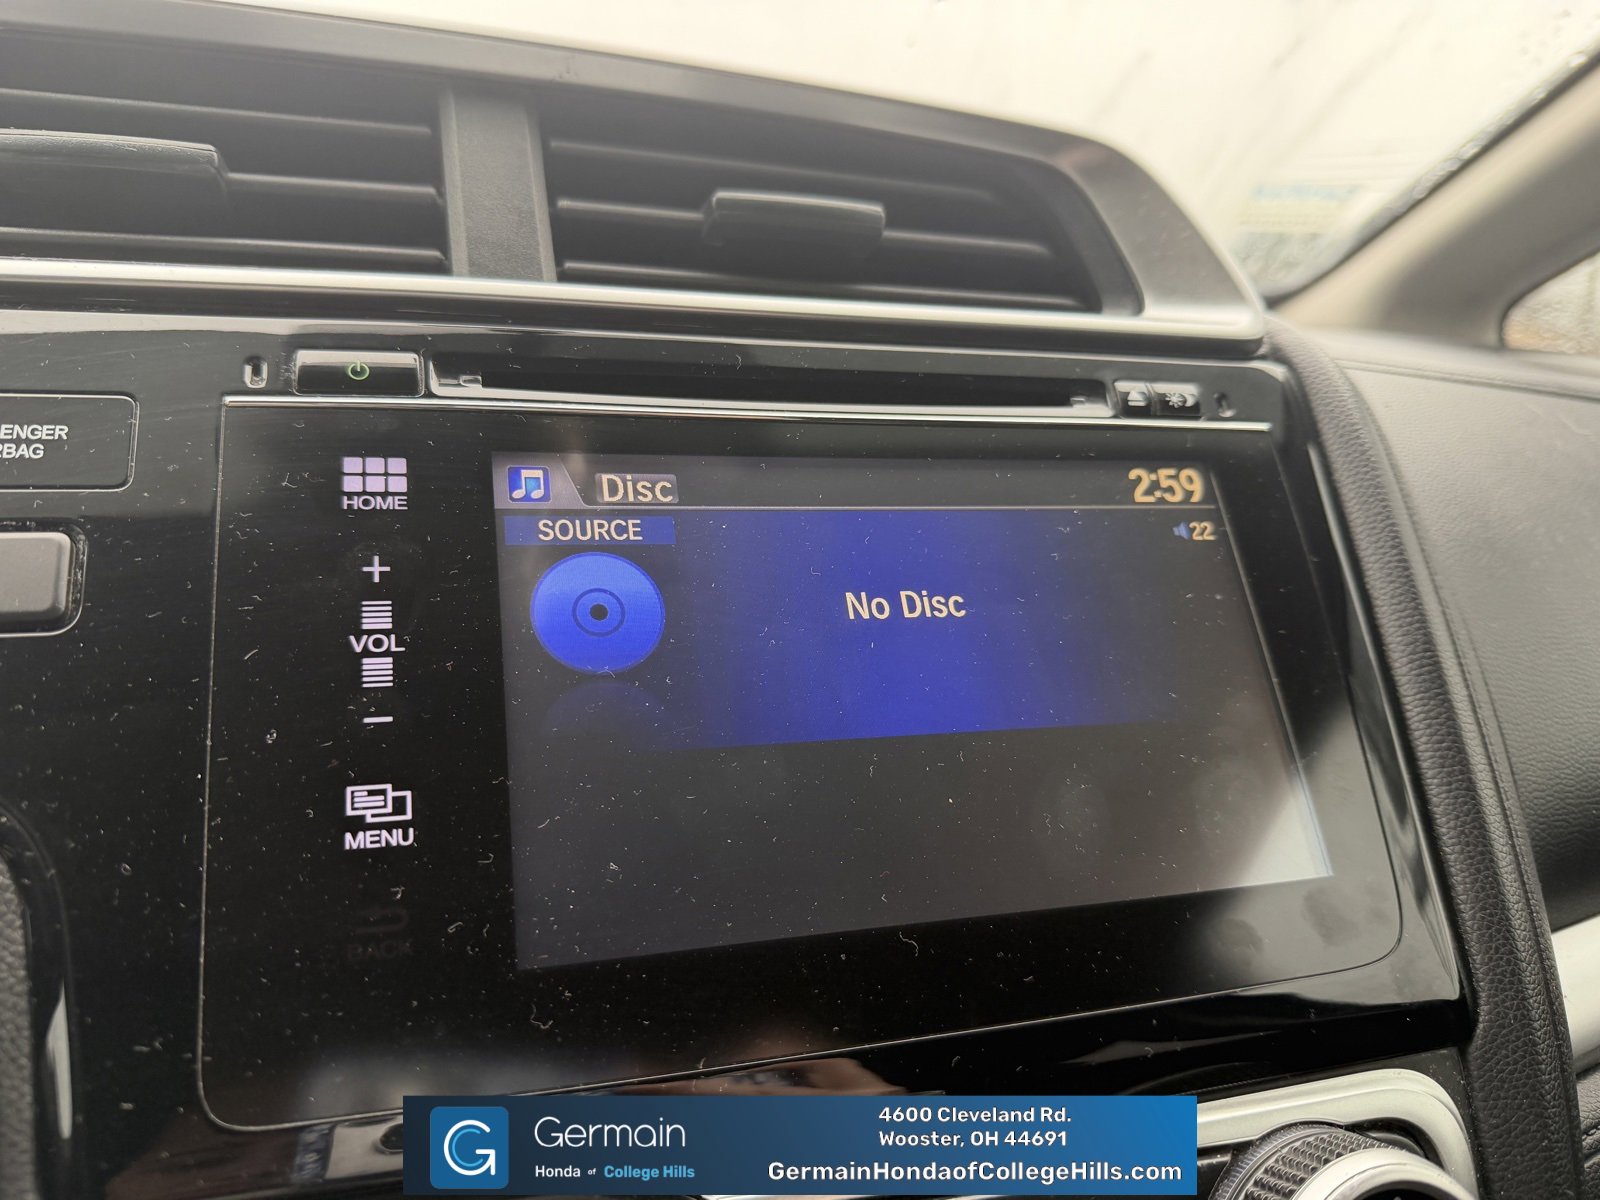 ENGER
BAG
HOME
+
VOL
−
MENU
BACK
Disc
2:59
SOURCE
22
No Disc
Germain
Honda of College Hills
4600 Cleveland Rd.
Wooster, OH 44691
GermainHondaofCollegeHills.com